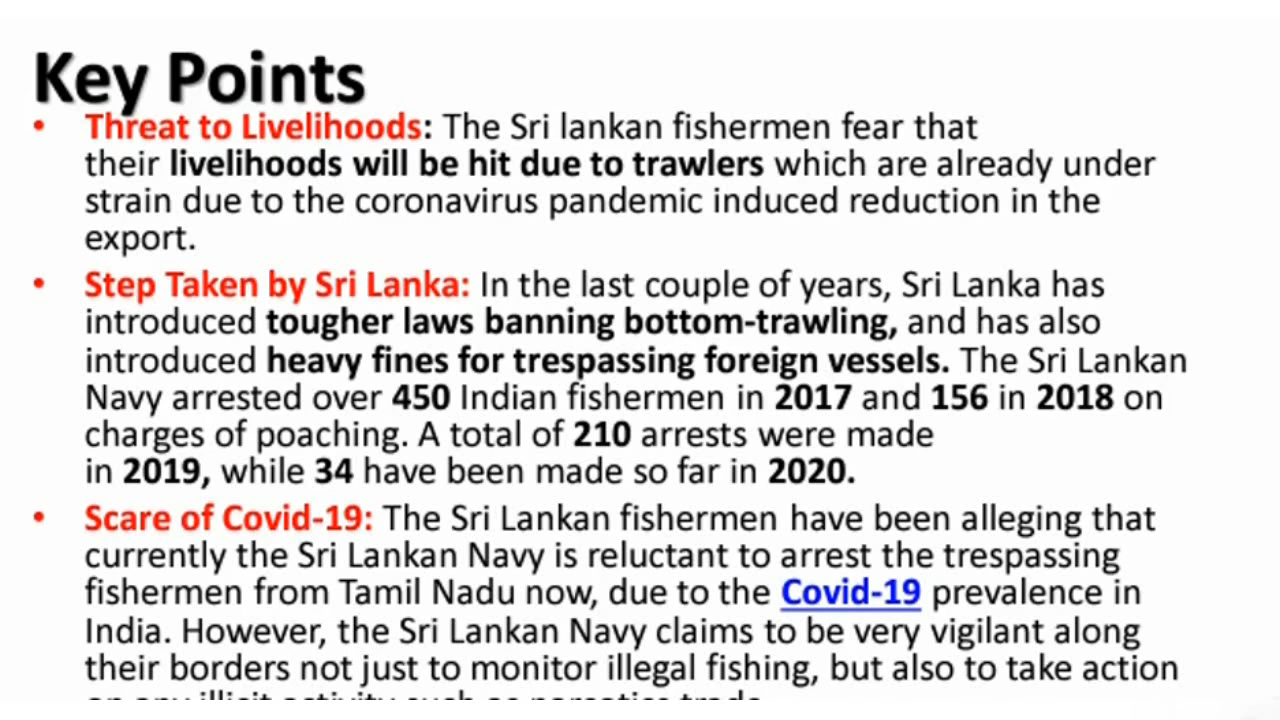 Key Points
• Threat to Livelihoods: The Sri lankan fishermen fear that
their livelihoods will be hit due to trawlers which are already under
strain due to the coronavirus pandemic induced reduction in the
export.
• Step Taken by Sri Lanka: In the last couple of years, Sri Lanka has
introduced tougher laws banning bottom-trawling, and has also
introduced heavy fines for trespassing foreign vessels. The Sri Lankan
Navy arrested over 450 Indian fishermen in 2017 and 156 in 2018 on
charges of poaching. A total of 210 arrests were made
in 2019, while 34 have been made so far in 2020.
• Scare of Covid-19: The Sri Lankan fishermen have been alleging that
currently the Sri Lankan Navy is reluctant to arrest the trespassing
fishermen from Tamil Nadu now, due to the Covid-19 prevalence in
India. However, the Sri Lankan Navy claims to be very vigilant along
their borders not just to monitor illegal fishing, but also to take action
on any illicit activity such as narcotics trade.